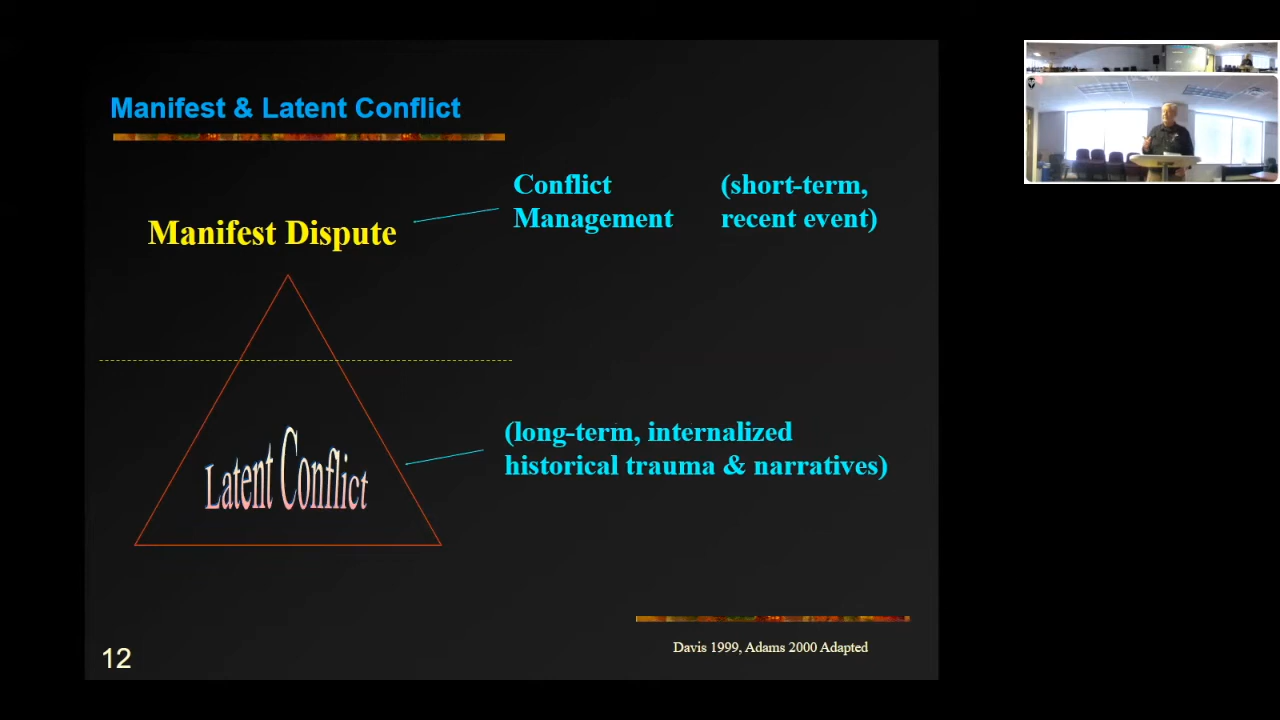 Manifest & Latent Conflict
Conflict (short-term,
Management recent event)
Manifest Dispute
(long-term, internalized
historical trauma & narratives)
Latent Conflict
Davis 1999, Adams 2000 Adapted
12